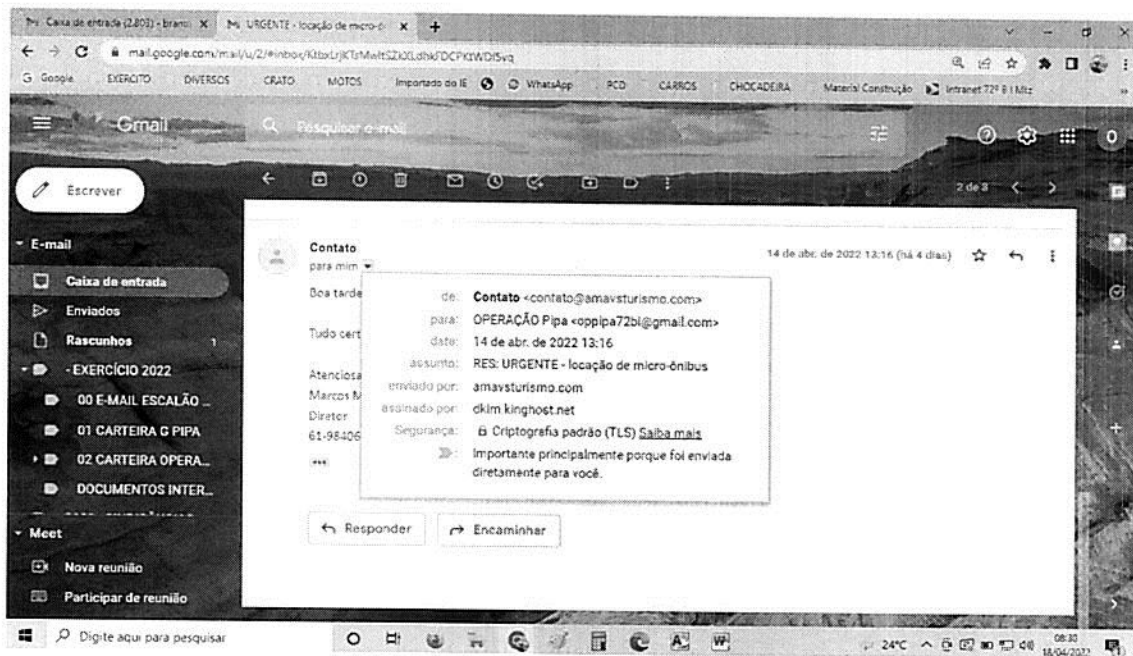 Caixa de entrada (2.803) - brans
URGENTE - locação de micro-ô
mail.google.com/mail/u/2/#inbox/
Google EXERCITO DIVERSOS CRATO MOTOS Importado do IE WhatsApp PCD CARROS CHOCADEIRA Material Construção Intranet 72º B I Mtz
Gmail
Pesquisar e-mail
O
Escrever
2 de 8
E-mail
Caixa de entrada
Enviados
Rascunhos 1
- EXERCÍCIO 2022
00 E-MAIL ESCALÃO ...
01 CARTEIRA G PIPA
02 CARTEIRA OPERA...
DOCUMENTOS INTER...
Meet
Nova reunião
Participar de reunião
Contato
14 de abr. de 2022 13:16 (há 4 dias)
para mim
Boa tarde
Tudo cert
Atenciosa
Marcos M
Diretor
61-98406
de: Contato <contato@amavsturismo.com>
para: OPERAÇÃO Pipa <oppipa72bi@gmail.com>
data: 14 de abr. de 2022 13:16
assunto: RES: URGENTE - locação de micro-ônibus
enviado por: amavsturismo.com
assinado por: dkim.kinghost.net
Segurança: Criptografia padrão (TLS) Saiba mais
Importante principalmente porque foi enviada
diretamente para você.
Responder
Encaminhar
Digite aqui para pesquisar
24°C
08:30
18/04/2022